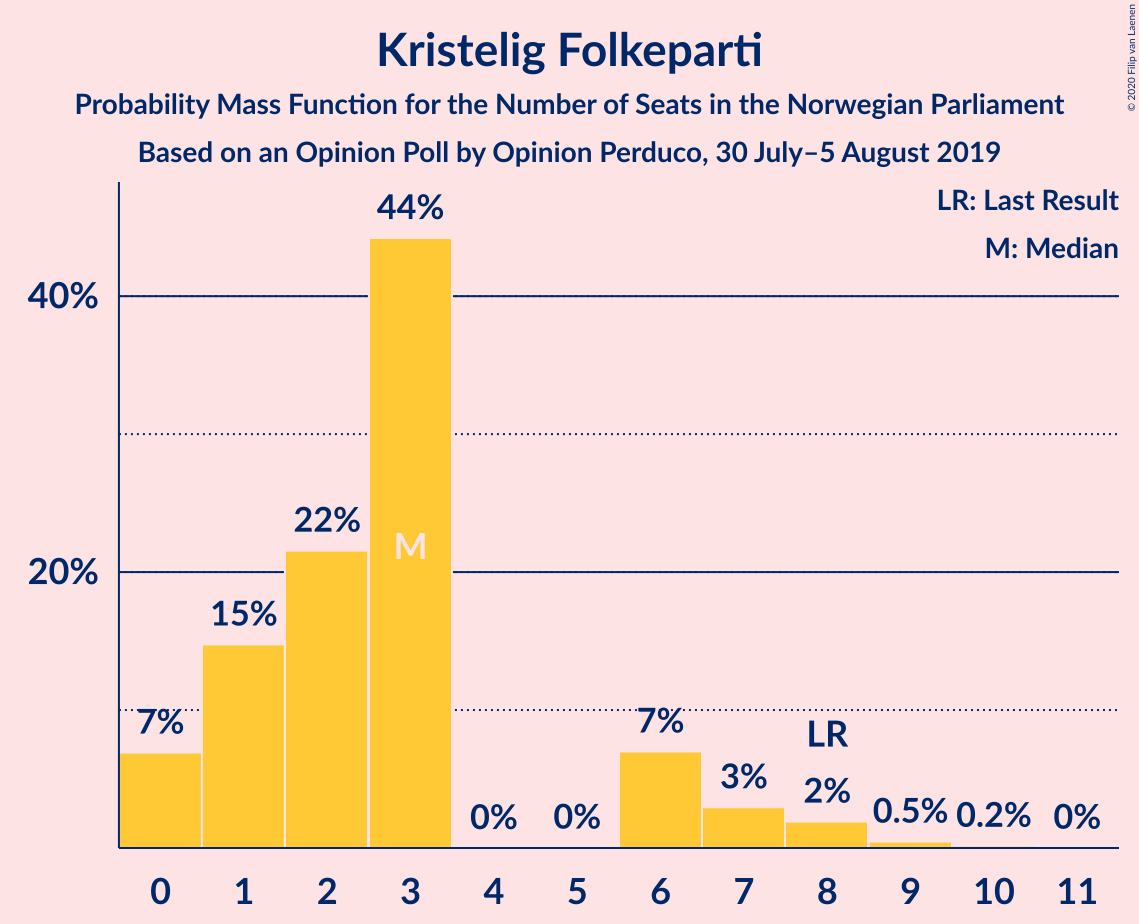 Kristelig Folkeparti
Probability Mass Function for the Number of Seats in the Norwegian Parliament
Based on an Opinion Poll by Opinion Perduco, 30 July–5 August 2019
© 2020 Filip van Laenen
LR: Last Result
M: Median
44%
40%
22%
M
20%
15%
7%
7%
LR
3%
2%
0%
0%
0.5%
0.2%
0%
0 1 2 3 4 5 6 7 8 9 10 11